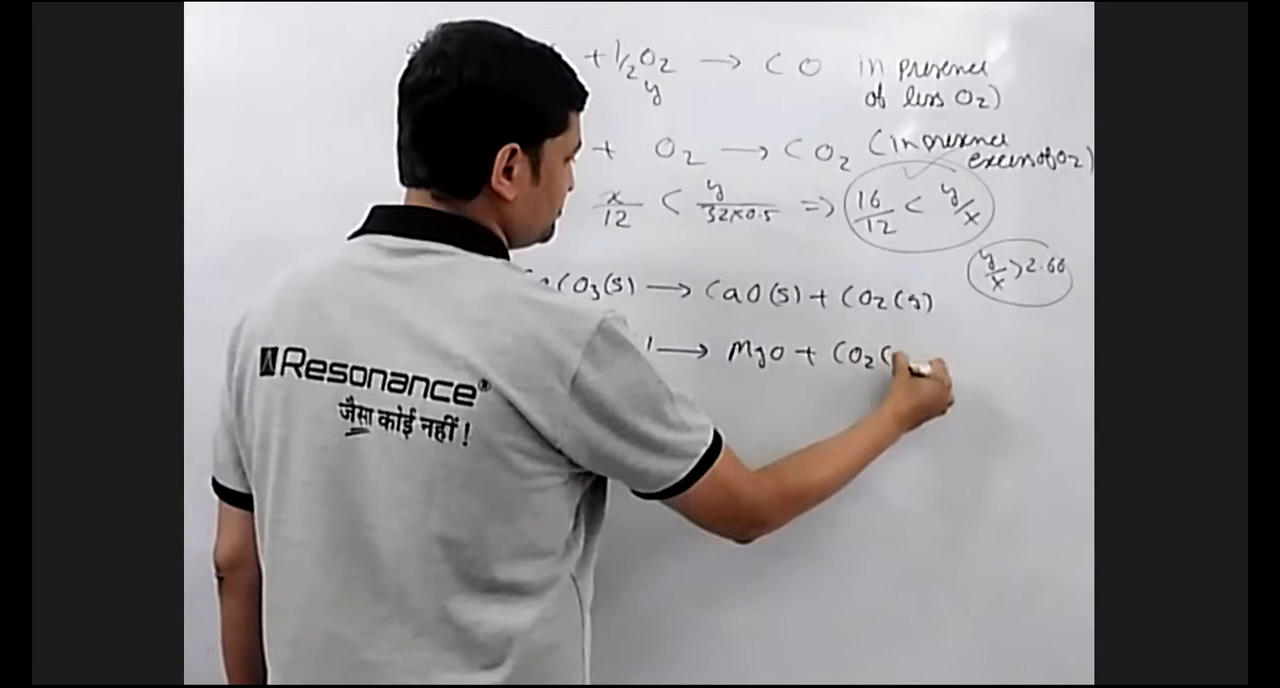 + 1/2 O2 → CO in presence
y of less O2)
+ O2 → CO2 (in presence
excess of O2)
x/12 < y/32×0.5 => 16/12 < y/x
y/x > 2.66
CO3(s) → CaO(s) + CO2(g)
→ MgO + CO2(
Resonance®
जैसा कोई नहीं !